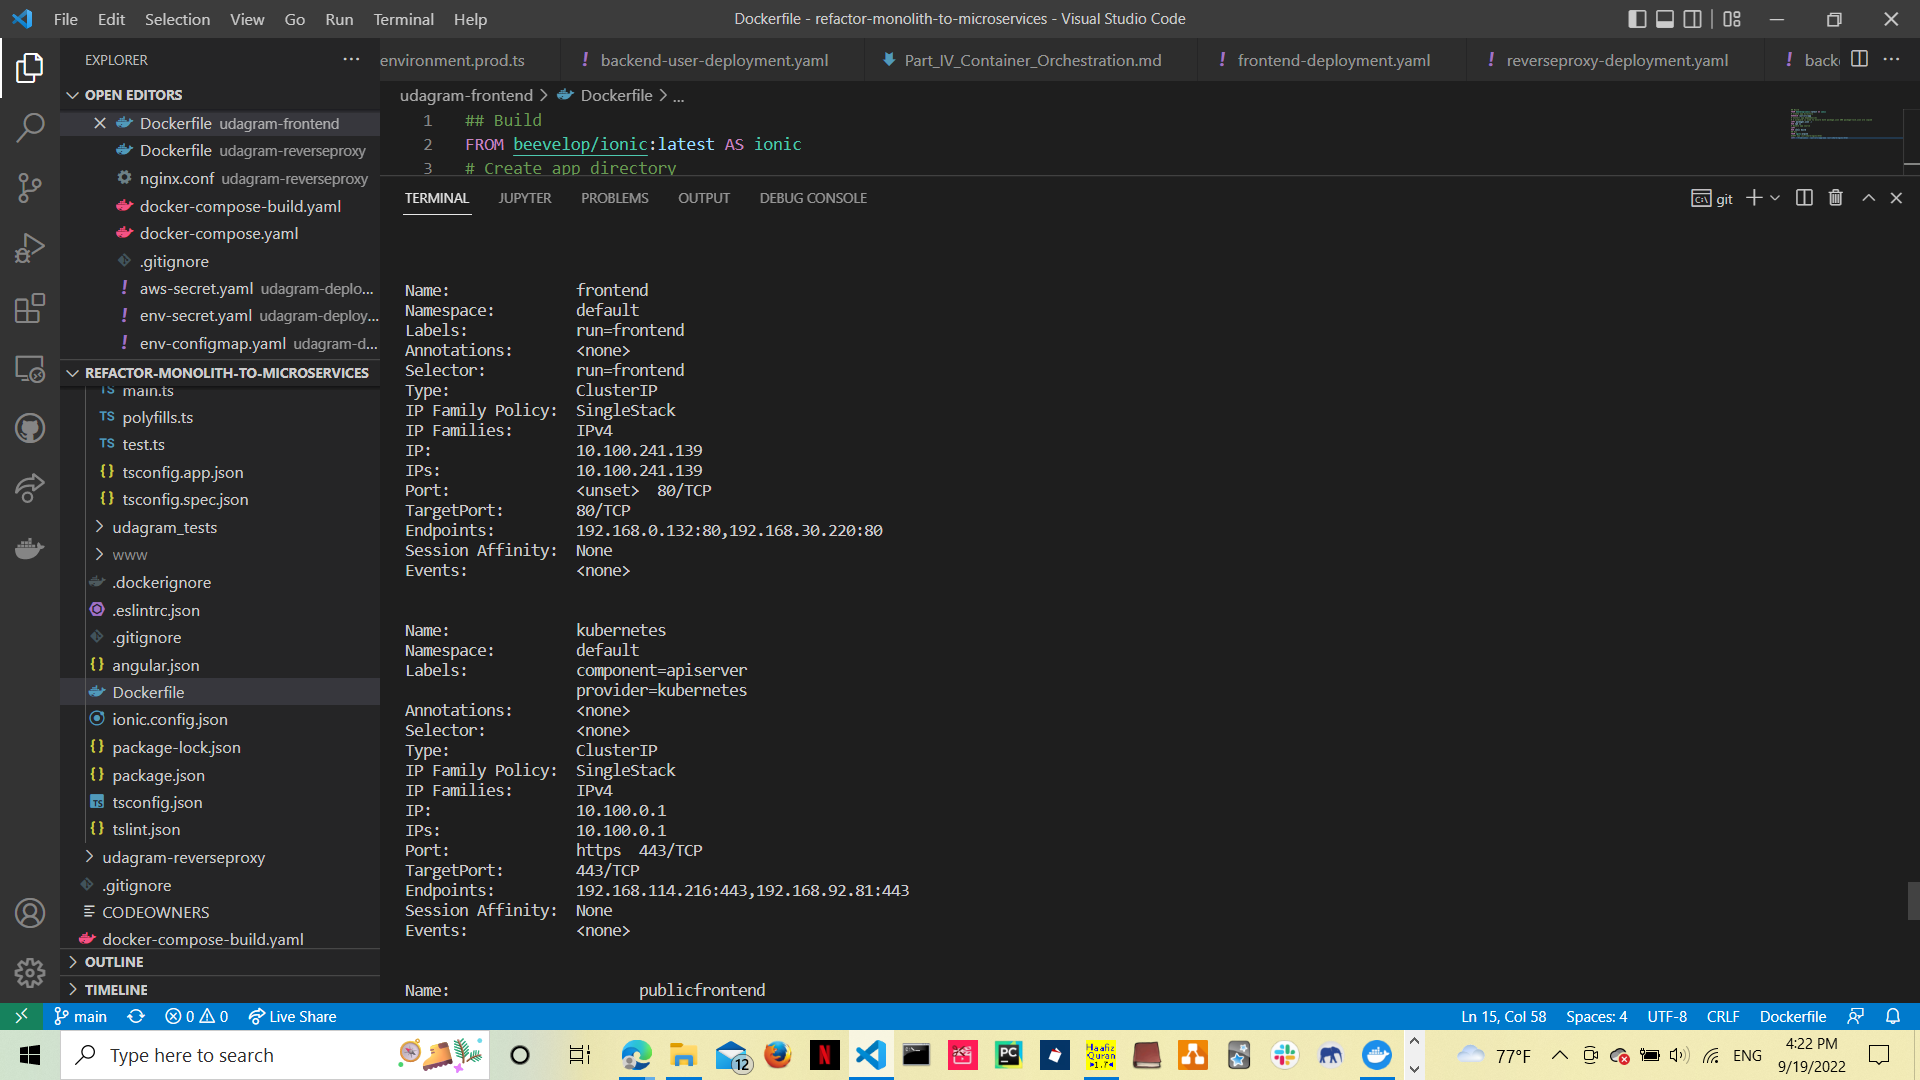 File Edit Selection View Go Run Terminal Help
Dockerfile - refactor-monolith-to-microservices - Visual Studio Code
EXPLORER
environment.prod.ts
backend-user-deployment.yaml
Part_IV_Container_Orchestration.md
frontend-deployment.yaml
reverseproxy-deployment.yaml
back
OPEN EDITORS
Dockerfile udagram-frontend
Dockerfile udagram-reverseproxy
nginx.conf udagram-reverseproxy
docker-compose-build.yaml
docker-compose.yaml
.gitignore
aws-secret.yaml udagram-deplo...
env-secret.yaml udagram-deploy...
env-configmap.yaml udagram-d...
REFACTOR-MONOLITH-TO-MICROSERVICES
TS main.ts
TS polyfills.ts
TS test.ts
{} tsconfig.app.json
{} tsconfig.spec.json
udagram_tests
www
.dockerignore
.eslintrc.json
.gitignore
{} angular.json
Dockerfile
ionic.config.json
{} package-lock.json
{} package.json
TS tsconfig.json
{} tslint.json
udagram-reverseproxy
.gitignore
CODEOWNERS
docker-compose-build.yaml
OUTLINE
TIMELINE
udagram-frontend > Dockerfile > ...
1 ## Build
2 FROM beevelop/ionic:latest AS ionic
3 # Create app directory
TERMINAL JUPYTER PROBLEMS OUTPUT DEBUG CONSOLE
git
Name: frontend
Namespace: default
Labels: run=frontend
Annotations: <none>
Selector: run=frontend
Type: ClusterIP
IP Family Policy: SingleStack
IP Families: IPv4
IP: 10.100.241.139
IPs: 10.100.241.139
Port: <unset> 80/TCP
TargetPort: 80/TCP
Endpoints: 192.168.0.132:80,192.168.30.220:80
Session Affinity: None
Events: <none>
Name: kubernetes
Namespace: default
Labels: component=apiserver
provider=kubernetes
Annotations: <none>
Selector: <none>
Type: ClusterIP
IP Family Policy: SingleStack
IP Families: IPv4
IP: 10.100.0.1
IPs: 10.100.0.1
Port: https 443/TCP
TargetPort: 443/TCP
Endpoints: 192.168.114.216:443,192.168.92.81:443
Session Affinity: None
Events: <none>
Name: publicfrontend
main
0
0
Live Share
Ln 15, Col 58
Spaces: 4
UTF-8
CRLF
Dockerfile
Type here to search
12
N
PC
Haafiz
Quran
1.7
77°F
ENG
4:22 PM
9/19/2022